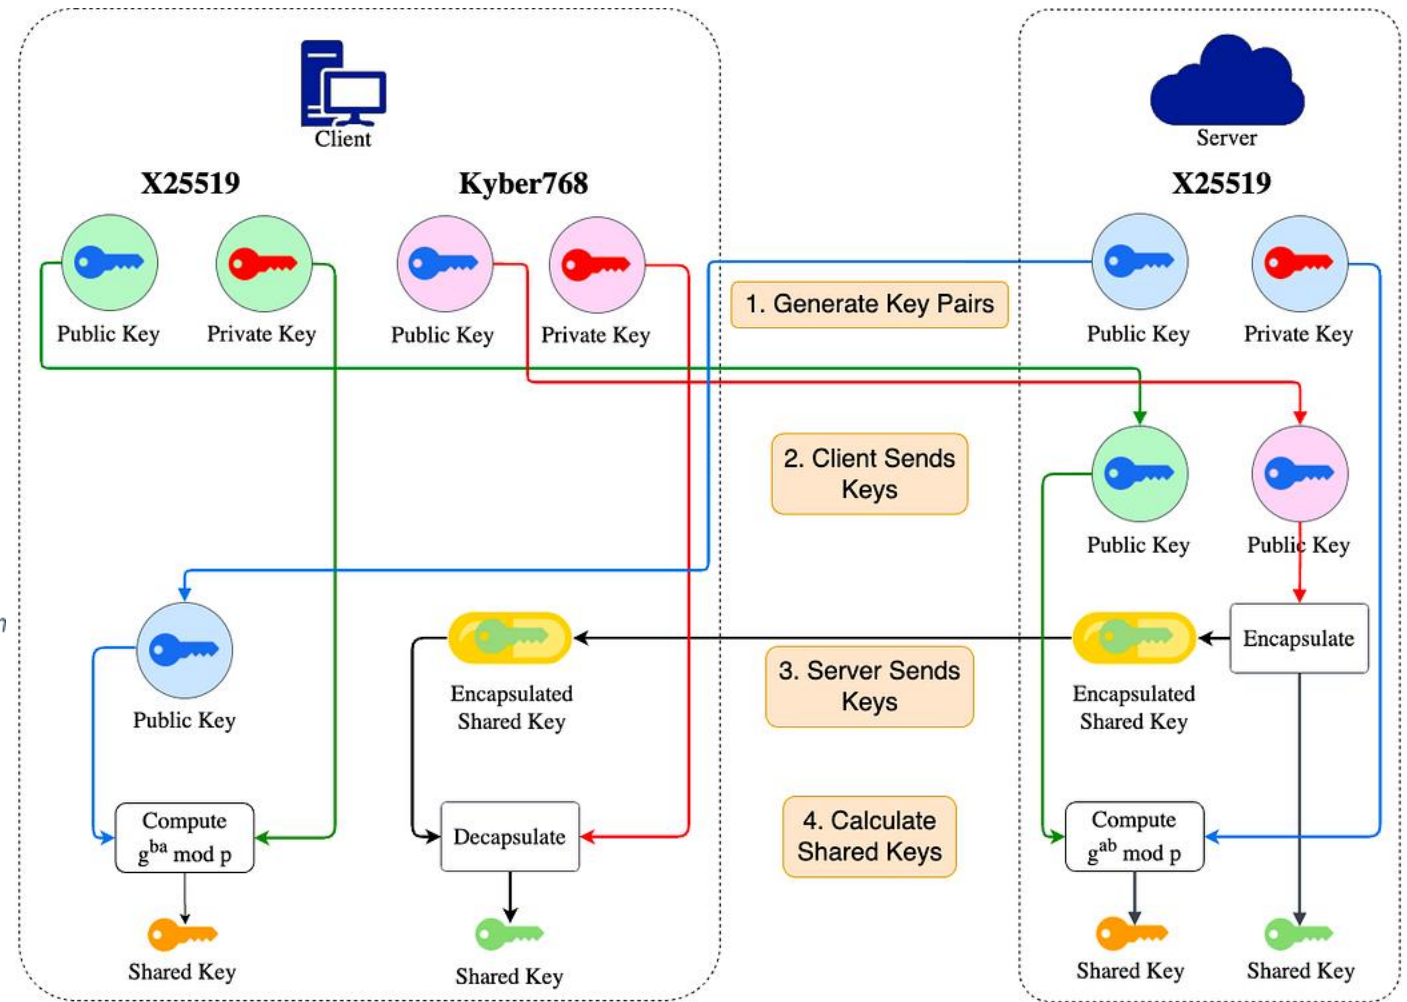 Client
Server
X25519
Kyber768
X25519
Public Key
Private Key
Public Key
Private Key
1. Generate Key Pairs
Public Key
Private Key
2. Client Sends
Keys
Public Key
Public Key
n
Public Key
Encapsulated
Shared Key
3. Server Sends
Keys
Encapsulated
Shared Key
Encapsulate
Compute
g^ba mod p
Decapsulate
4. Calculate
Shared Keys
Compute
g^ab mod p
Shared Key
Shared Key
Shared Key
Shared Key